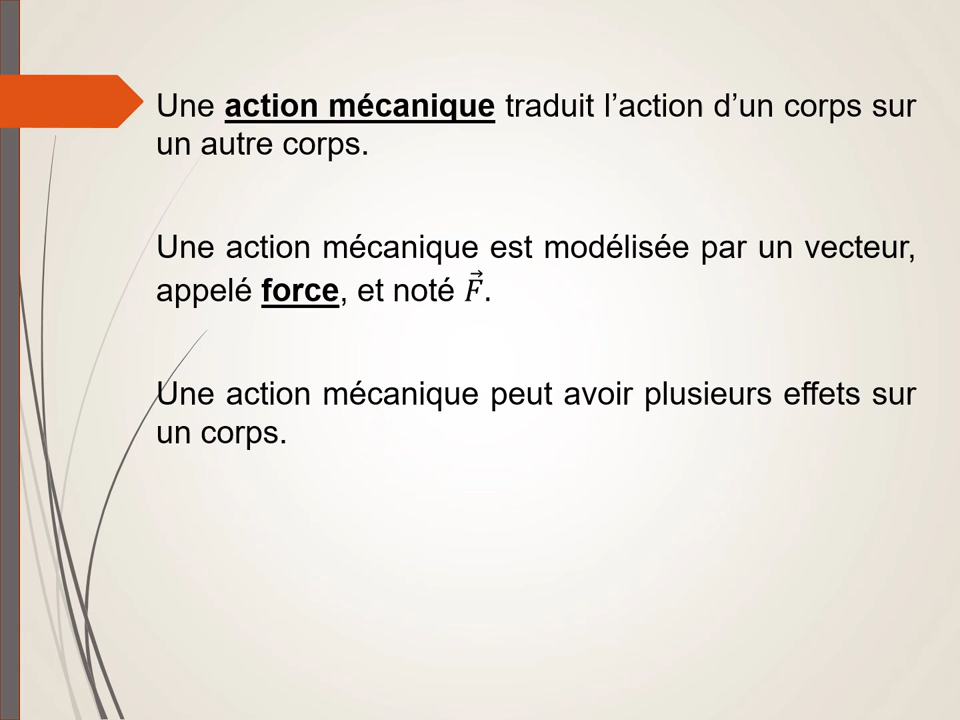 Une action mécanique traduit l’action d’un corps sur
un autre corps.
Une action mécanique est modélisée par un vecteur,
appelé force, et noté \(\vec{F}\).
Une action mécanique peut avoir plusieurs effets sur
un corps.